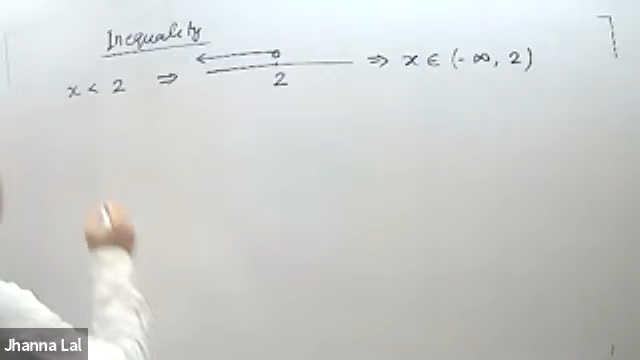 Inequality
x < 2 ⇒ 2 ⇒ x ∈ (-∞, 2)
Jhanna Lal